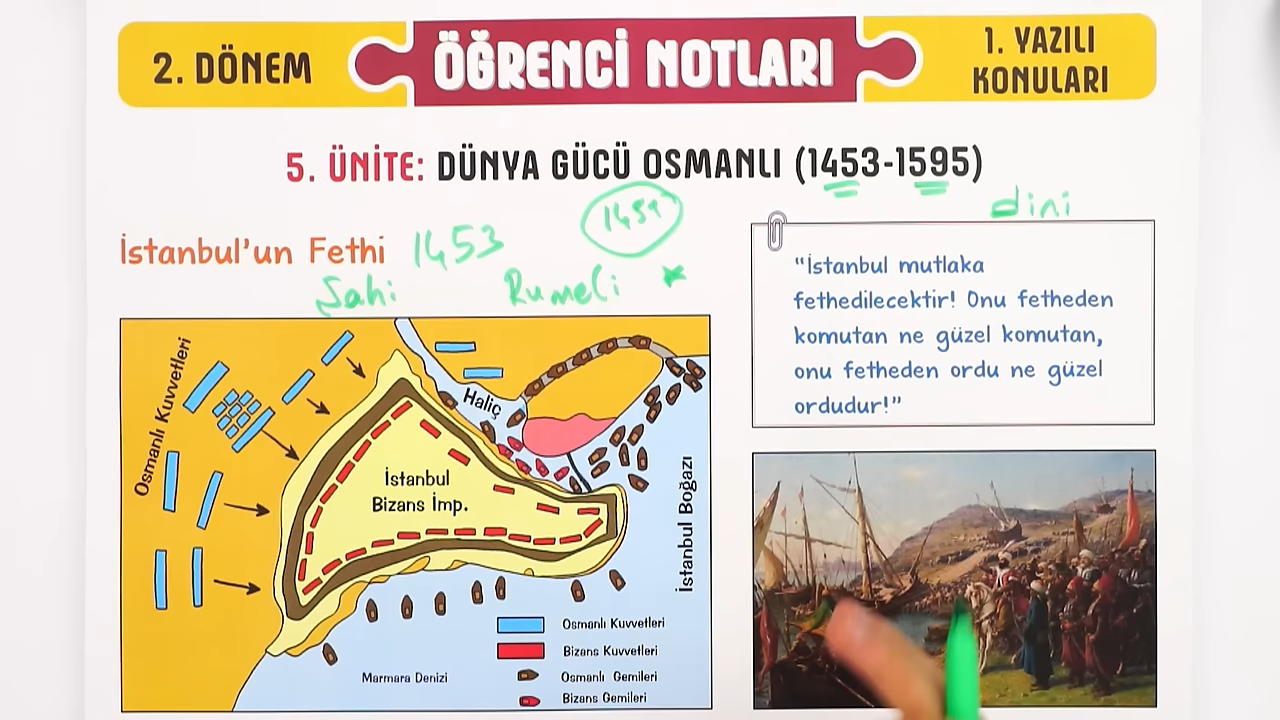 2. DÖNEM
ÖĞRENCİ NOTLARI
1. YAZILI
KONULARI
5. ÜNİTE: DÜNYA GÜCÜ OSMANLI (1453-1595)
dini
İstanbul'un Fethi 1453
Şahi
Rumeli
"İstanbul mutlaka
fethedilecektir! Onu fetheden
komutan ne güzel komutan,
onu fetheden ordu ne güzel
ordudur!"
Osmanlı Kuvvetleri
Haliç
İstanbul
Bizans İmp.
İstanbul Boğazı
Osmanlı Kuvvetleri
Bizans Kuvvetleri
Osmanlı Gemileri
Bizans Gemileri
Marmara Denizi